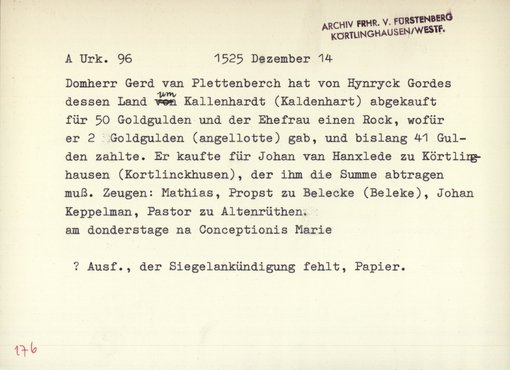 ARCHIV FRHR. V. FÜRSTENBERG
KÖRTLINGHAUSEN/WESTF.
A Urk. 96 1525 Dezember 14
Domherr Gerd van Plettenberch hat von Hynryck Gordes
dessen Land um Kallenhardt (Kaldenhart) abgekauft
für 50 Goldgulden und der Ehefrau einen Rock, wofür
er 2 Goldgulden (angellotte) gab, und bislang 41 Gul-
den zahlte. Er kaufte für Johan van Hanxlede zu Körtling-
hausen (Kortlinckhusen), der ihm die Summe abtragen
muß. Zeugen: Mathias, Propst zu Belecke (Beleke), Johan
Keppelman, Pastor zu Altenrüthen.
am donderstage na Conceptionis Marie
? Ausf., der Siegelankündigung fehlt, Papier.
176